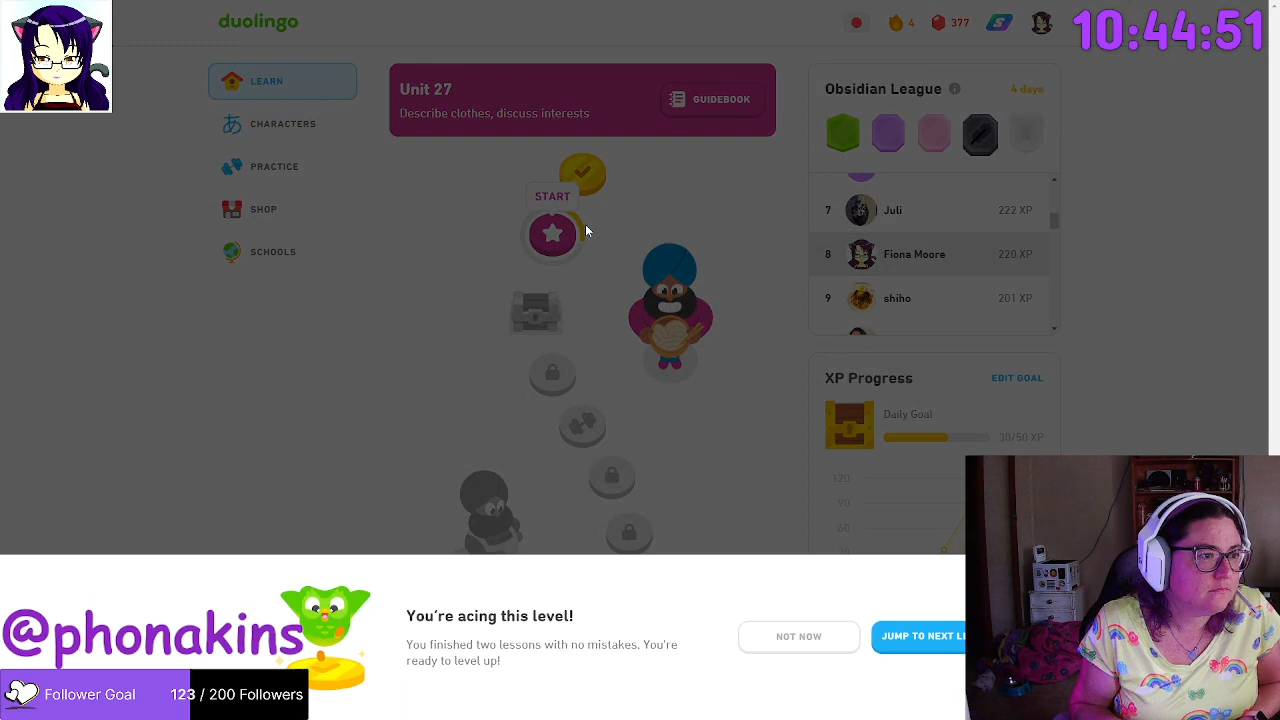 duolingo
4
377
10:44:51
LEARN
あ CHARACTERS
PRACTICE
SHOP
SCHOOLS
Unit 27
Describe clothes, discuss interests
GUIDEBOOK
START
Obsidian League
4 days
7 Juli 222 XP
8 Fiona Moore 220 XP
9 shiho 201 XP
XP Progress
EDIT GOAL
Daily Goal
30/50 XP
120
90
60
You're acing this level!
You finished two lessons with no mistakes. You're
ready to level up!
NOT NOW
JUMP TO NEXT LE
@phonakins
Follower Goal 123 / 200 Followers